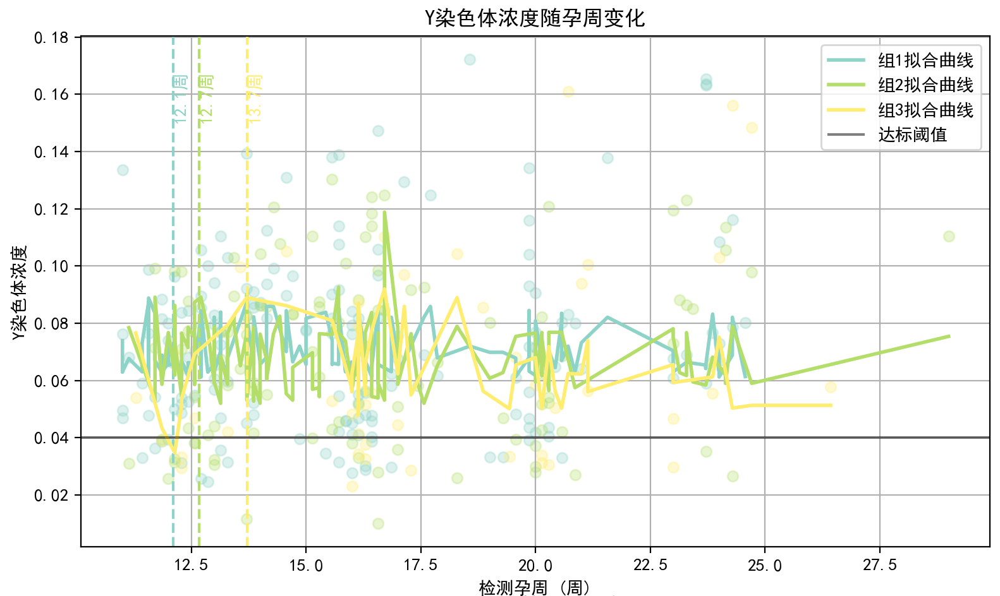 Y染色体浓度随孕周变化
组1拟合曲线
组2拟合曲线
组3拟合曲线
达标阈值
12.1周
12.7周
13.7周
Y染色体浓度
0.18
0.16
0.14
0.12
0.10
0.08
0.06
0.04
0.02
12.5
15.0
17.5
20.0
22.5
25.0
27.5
检测孕周 (周)